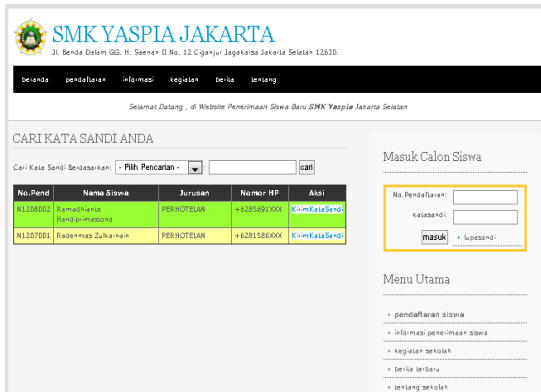 SMK YASPIA JAKARTA
Jl. Benda Dalam GG. H. Saenan II No. 12 Ciganjur Jagakarsa Jakarta Selatan 12630.
beranda pendaftaran informasi kegiatan berita tentang
Selamat Datang , di Website Penerimaan Siswa Baru SMK Yaspia Jakarta Selatan
CARI KATA SANDI ANDA
Cari Kata Sandi Berdasarkan: - Pilih Pencarian - : cari
No.Pend Nama Siswa Jurusan Nomor HP Aksi
N1208002 Ramadhianto PERHOTELAN +6285691XXX KirimKataSandi
Handiprimastono
N1207001 Radenmas Zulkarnain PERHOTELAN +6281586XXX KirimKataSandi
Masuk Calon Siswa
No.Pendaftaran:
katasandi:
masuk lupasandi
Menu Utama
pendaftaran siswa
informasi penerimaan siswa
kegiatan sekolah
berita terbaru
tentang sekolah